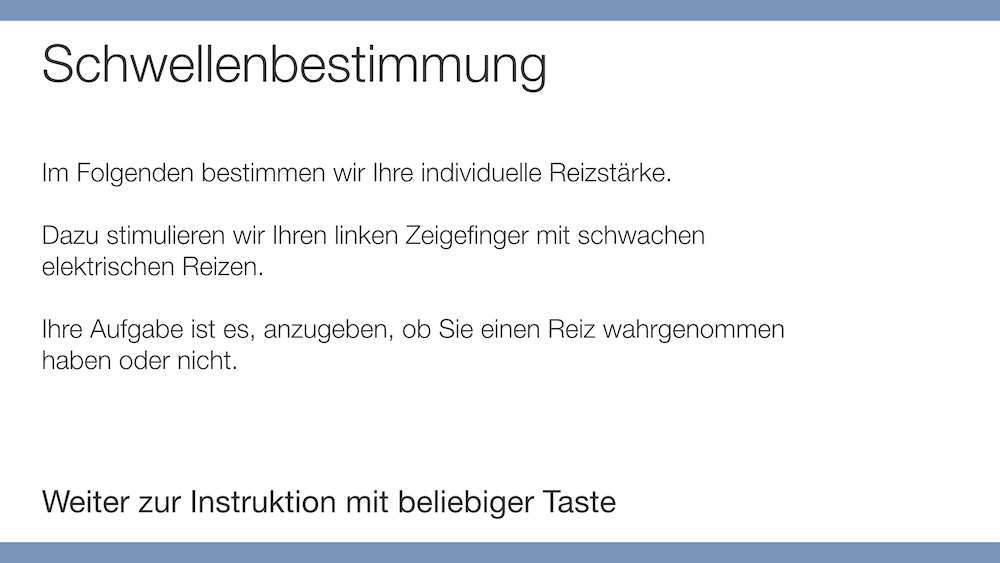 Schwellenbestimmung
Im Folgenden bestimmen wir Ihre individuelle Reizstärke.
Dazu stimulieren wir Ihren linken Zeigefinger mit schwachen
elektrischen Reizen.
Ihre Aufgabe ist es, anzugeben, ob Sie einen Reiz wahrgenommen
haben oder nicht.
Weiter zur Instruktion mit beliebiger Taste